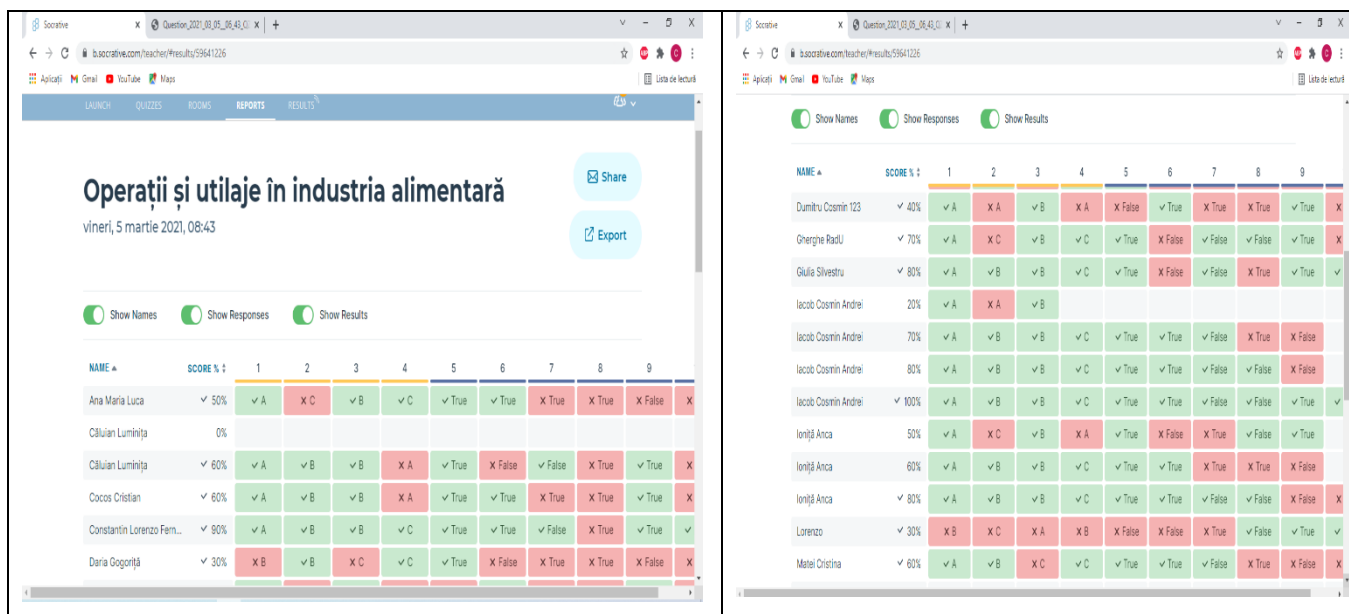 Socrative
Question_2021_03_05__06_43_
b.socrative.com/teacher/#results/59641226
Aplicații Gmail YouTube Maps Lista de lectură
LAUNCH QUIZZES ROOMS REPORTS RESULTS
Operații și utilaje în industria alimentară
vineri, 5 martie 2021, 08:43
Share
Export
Show Names Show Responses Show Results
NAME SCORE % 1 2 3 4 5 6 7 8 9
Ana Maria Luca ✓ 50% ✓ A X C ✓ B ✓ C ✓ True ✓ True X True X True X False X
Căluian Luminița 0%
Căluian Luminița ✓ 60% ✓ A ✓ B ✓ B X A ✓ True X False ✓ False X True ✓ True X
Cocos Cristian ✓ 60% ✓ A ✓ B ✓ B X A ✓ True ✓ True X True X True ✓ True X
Constantin Lorenzo Fern... ✓ 90% ✓ A ✓ B ✓ B ✓ C ✓ True ✓ True ✓ False X True ✓ True ✓
Daria Gogoriță ✓ 30% X B ✓ B X C ✓ C ✓ True X False X True X True X False X
Socrative
Question_2021_03_05__06_43_
b.socrative.com/teacher/#results/59641226
Aplicații Gmail YouTube Maps Lista de lectură
Show Names Show Responses Show Results
NAME SCORE % 1 2 3 4 5 6 7 8 9
Dumitru Cosmin 123 ✓ 40% ✓ A X A ✓ B X A X False ✓ True X True X True ✓ True X
Gherghe RadU ✓ 70% ✓ A X C ✓ B ✓ C ✓ True X False ✓ False ✓ False ✓ True X
Giulia Silvestru ✓ 80% ✓ A ✓ B ✓ B ✓ C ✓ True X False ✓ False X True ✓ True ✓
Iacob Cosmin Andrei 20% ✓ A X A ✓ B
Iacob Cosmin Andrei 70% ✓ A ✓ B ✓ B ✓ C ✓ True ✓ True ✓ False X True X False
Iacob Cosmin Andrei 80% ✓ A ✓ B ✓ B ✓ C ✓ True ✓ True ✓ False ✓ False X False
Iacob Cosmin Andrei ✓ 100% ✓ A ✓ B ✓ B ✓ C ✓ True ✓ True ✓ False ✓ False ✓ True ✓
Ioniță Anca 50% ✓ A X C ✓ B X A ✓ True X False X True ✓ False ✓ True
Ioniță Anca 60% ✓ A ✓ B ✓ B ✓ C ✓ True ✓ True X True X True X False
Ioniță Anca ✓ 80% ✓ A ✓ B ✓ B ✓ C ✓ True ✓ True ✓ False ✓ False X False X
Lorenzo ✓ 30% X B X C X A X B X False X False X True ✓ False ✓ True ✓
Matei Cristina ✓ 60% ✓ A ✓ B X C ✓ C ✓ True ✓ True ✓ False X True X False X